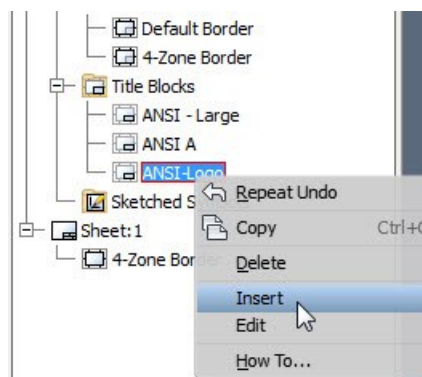 Default Border
4-Zone Border
Title Blocks
ANSI - Large
ANSI A
ANSI-Logo
Sketched S
Repeat Undo
Sheet:1
Copy Ctrl+C
4-Zone Bor
Delete
Insert
Edit
How To...